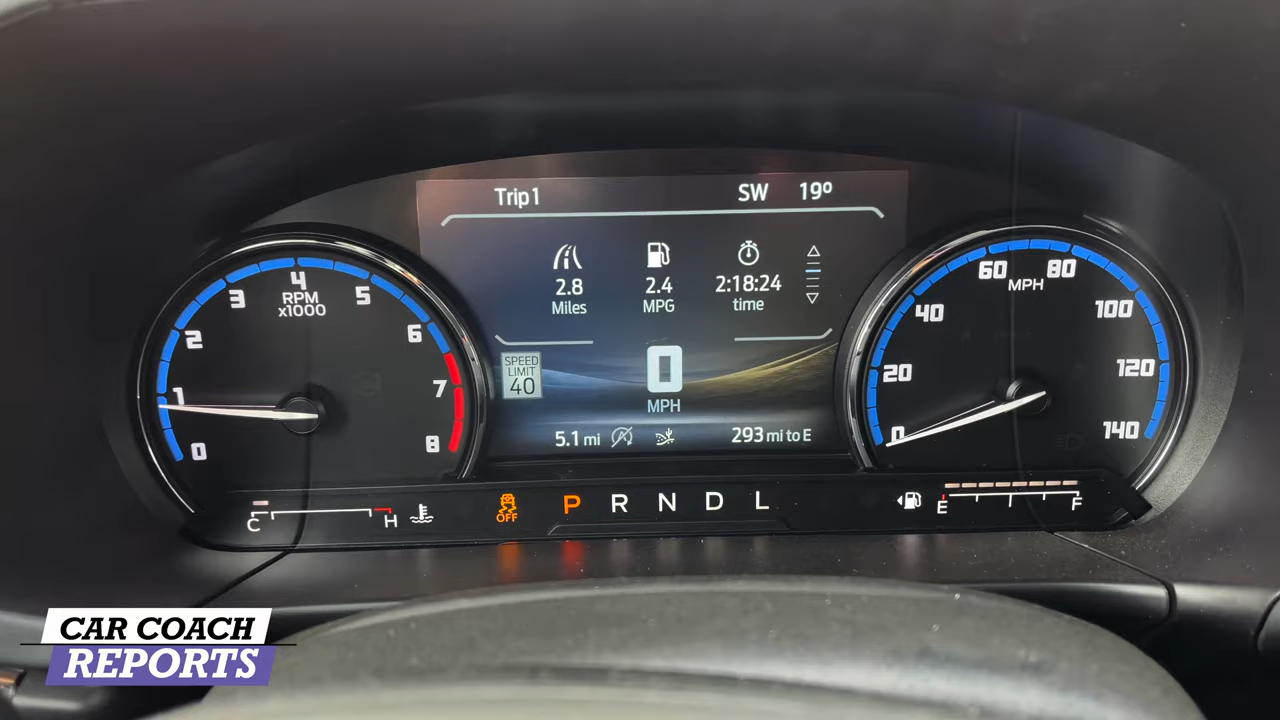 Trip 1 SW 19º
2.8 2.4 2:18:24
Miles MPG time
SPEED
LIMIT
40
0
MPH
5.1 mi 293 mi to E
0 1 2 3 4 5 6 7 8
RPM
x1000
0 20 40 60 80 100 120 140
MPH
C H
OFF
P R N D L
E F
CAR COACH
REPORTS